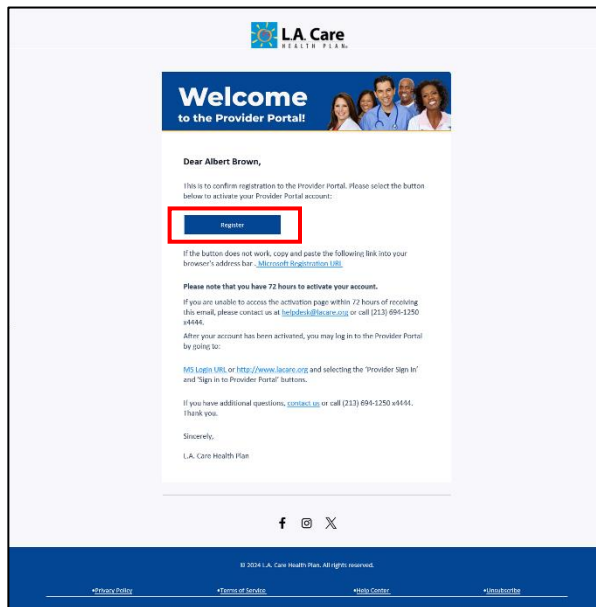 L.A. Care
HEALTH PLAN®
Welcome
to the Provider Portal!
Dear Albert Brown,
This is to confirm registration to the Provider Portal. Please select the button
below to activate your Provider Portal account:
Register
If the button does not work, copy and paste the following link into your
browser's address bar . Microsoft Registration URL
Please note that you have 72 hours to activate your account.
If you are unable to access the activation page within 72 hours of receiving
this email, please contact us at helpdesk@lacare.org or call (213) 694-1250
x4444.
After your account has been activated, you may log in to the Provider Portal
by going to:
MS Login URL or http://www.lacare.org and selecting the 'Provider Sign In'
and 'Sign in to Provider Portal' buttons.
If you have additional questions, contact us or call (213) 694-1250 x4444.
Thank you.
Sincerely,
L.A. Care Health Plan
© 2024 L.A. Care Health Plan. All rights reserved.
•Privacy Policy •Terms of Service •Help Center •Unsubscribe